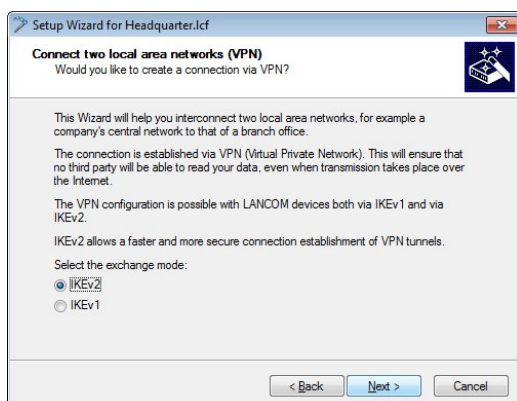 Setup Wizard for Headquarter.lcf
Connect two local area networks (VPN)
Would you like to create a connection via VPN?
This Wizard will help you interconnect two local area networks, for example a
company's central network to that of a branch office.
The connection is established via VPN (Virtual Private Network). This will ensure that
no third party will be able to read your data, even when transmission takes place over
the Internet.
The VPN configuration is possible with LANCOM devices both via IKEv1 and via
IKEv2.
IKEv2 allows a faster and more secure connection establishment of VPN tunnels.
Select the exchange mode:
IKEv2
IKEv1
< Back
Next >
Cancel